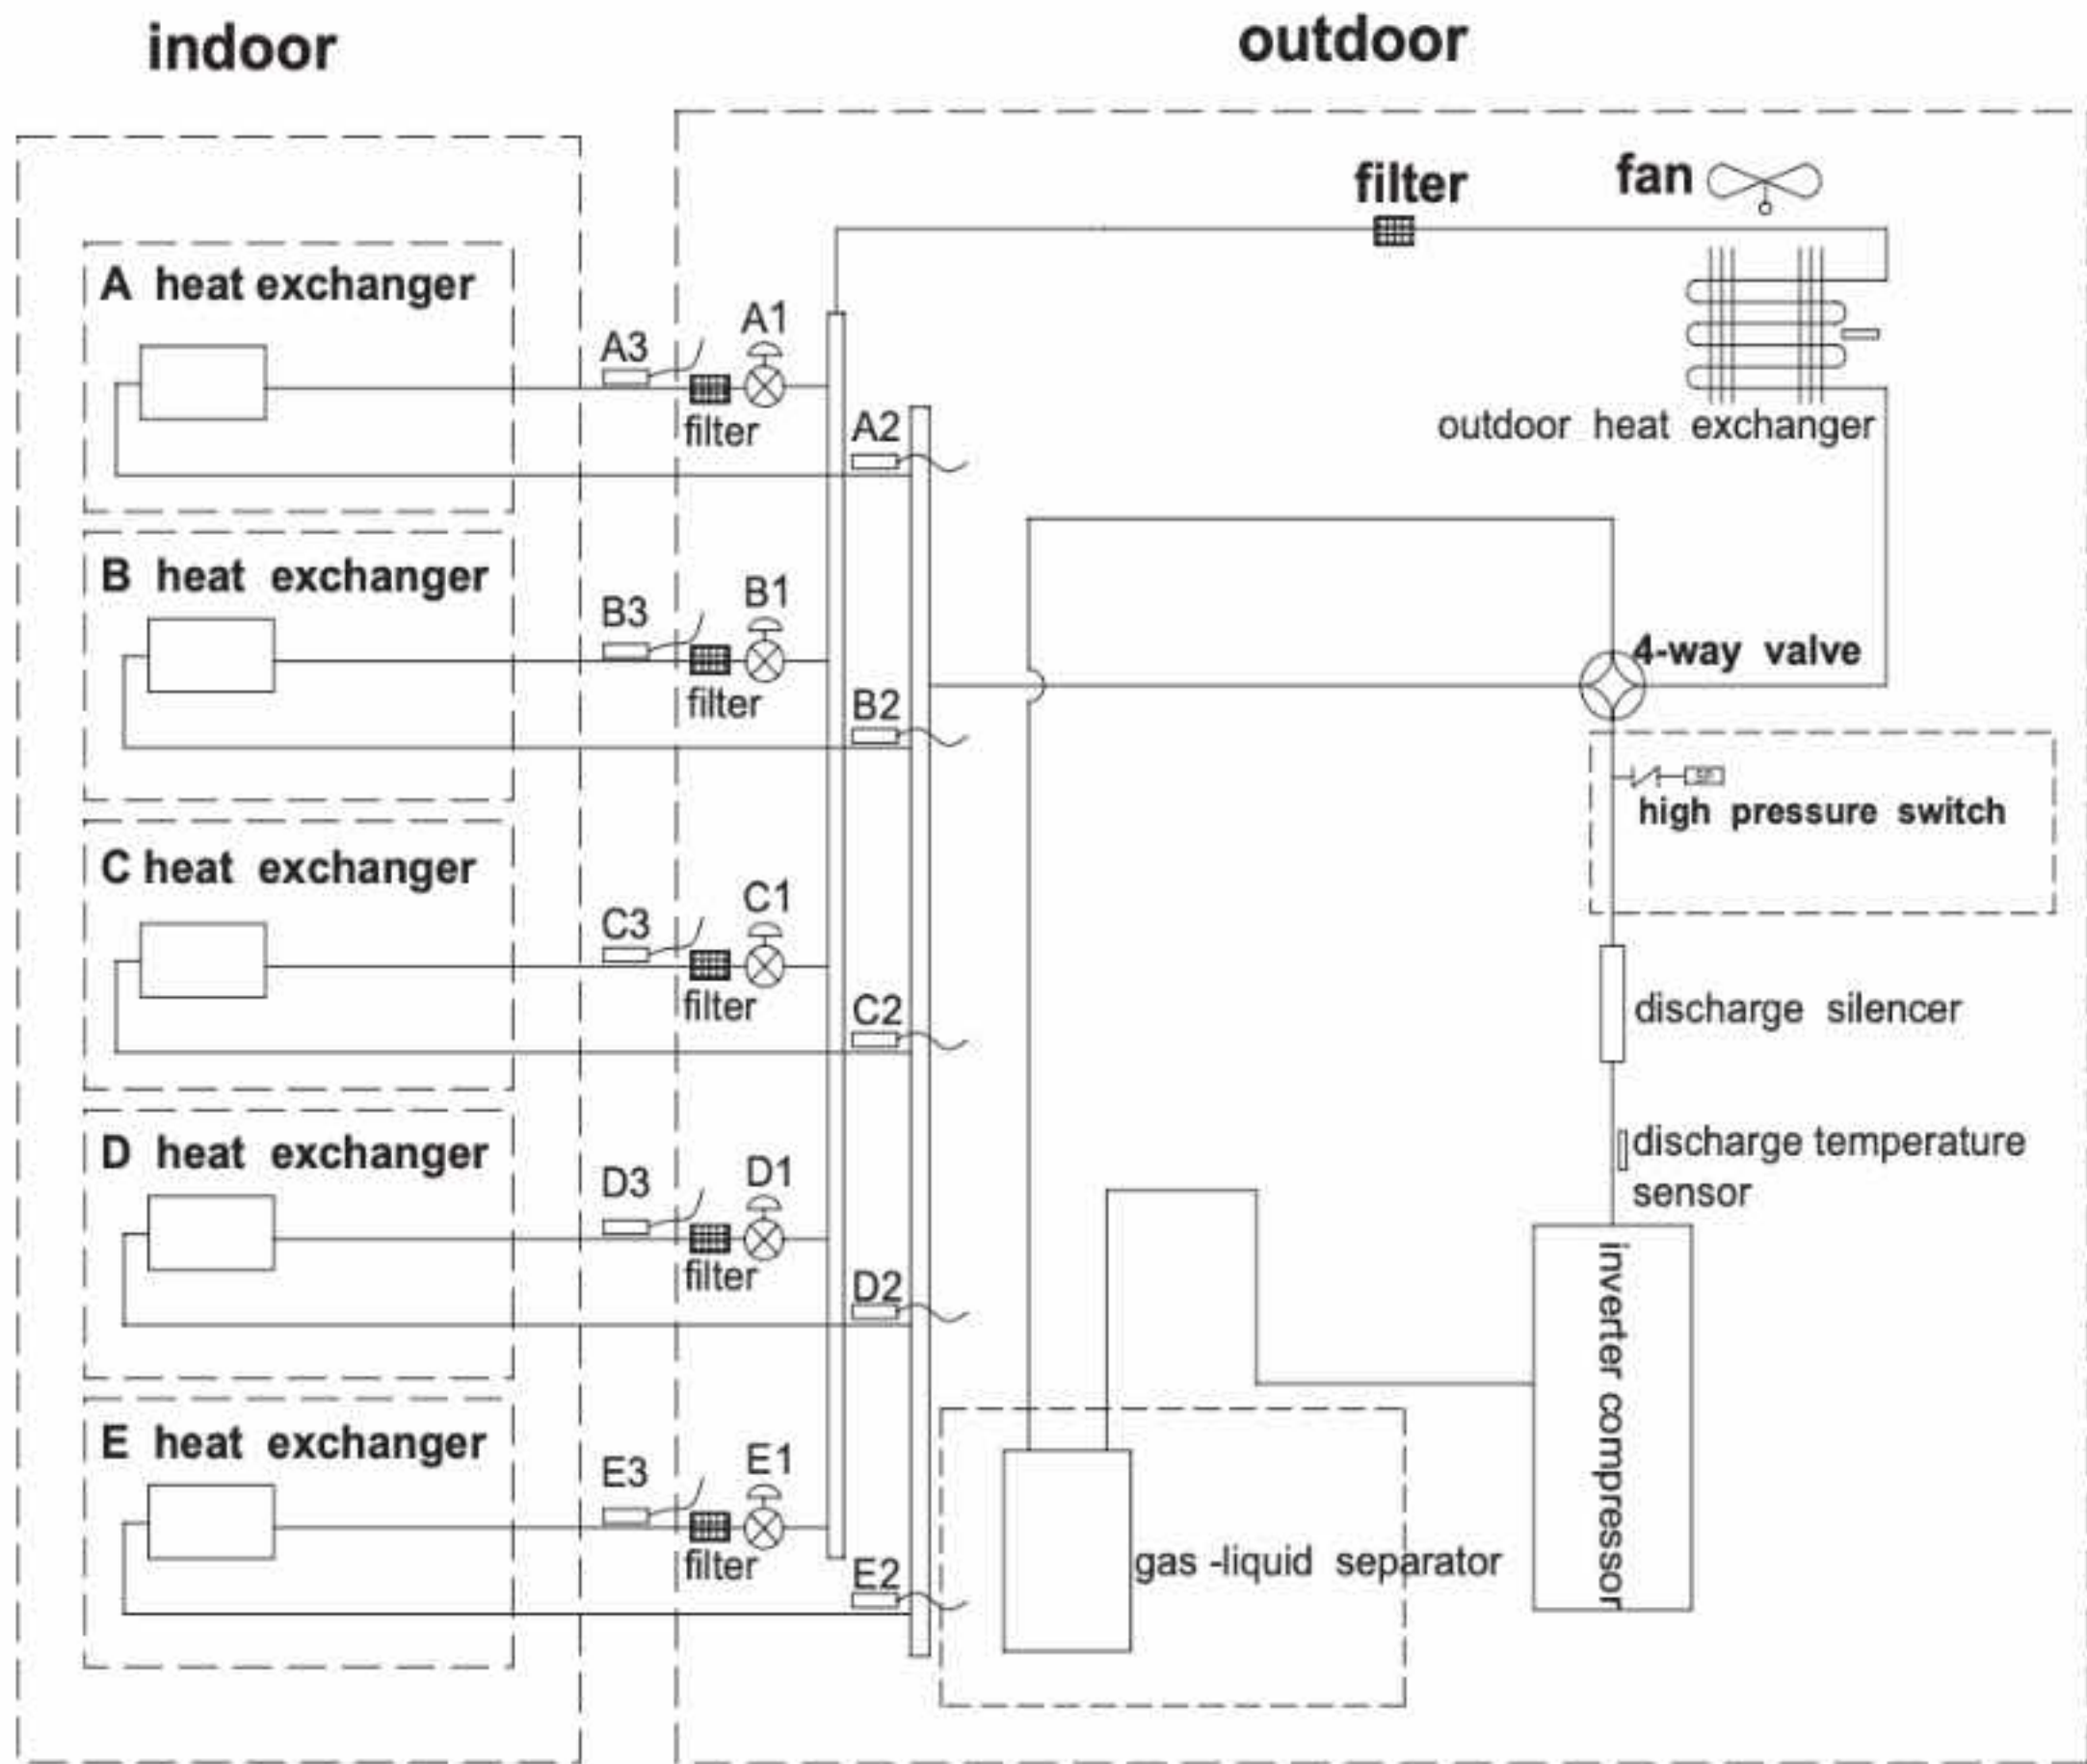 indoor
outdoor
filter
fan
A heat exchanger
A3
A1
filter
A2
outdoor heat exchanger
B heat exchanger
B3
B1
filter
B2
4-way valve
high pressure switch
C heat exchanger
C3
C1
filter
C2
discharge silencer
D heat exchanger
D3
D1
filter
D2
discharge temperature
sensor
inverter compressor
E heat exchanger
E3
E1
filter
E2
gas -liquid separator